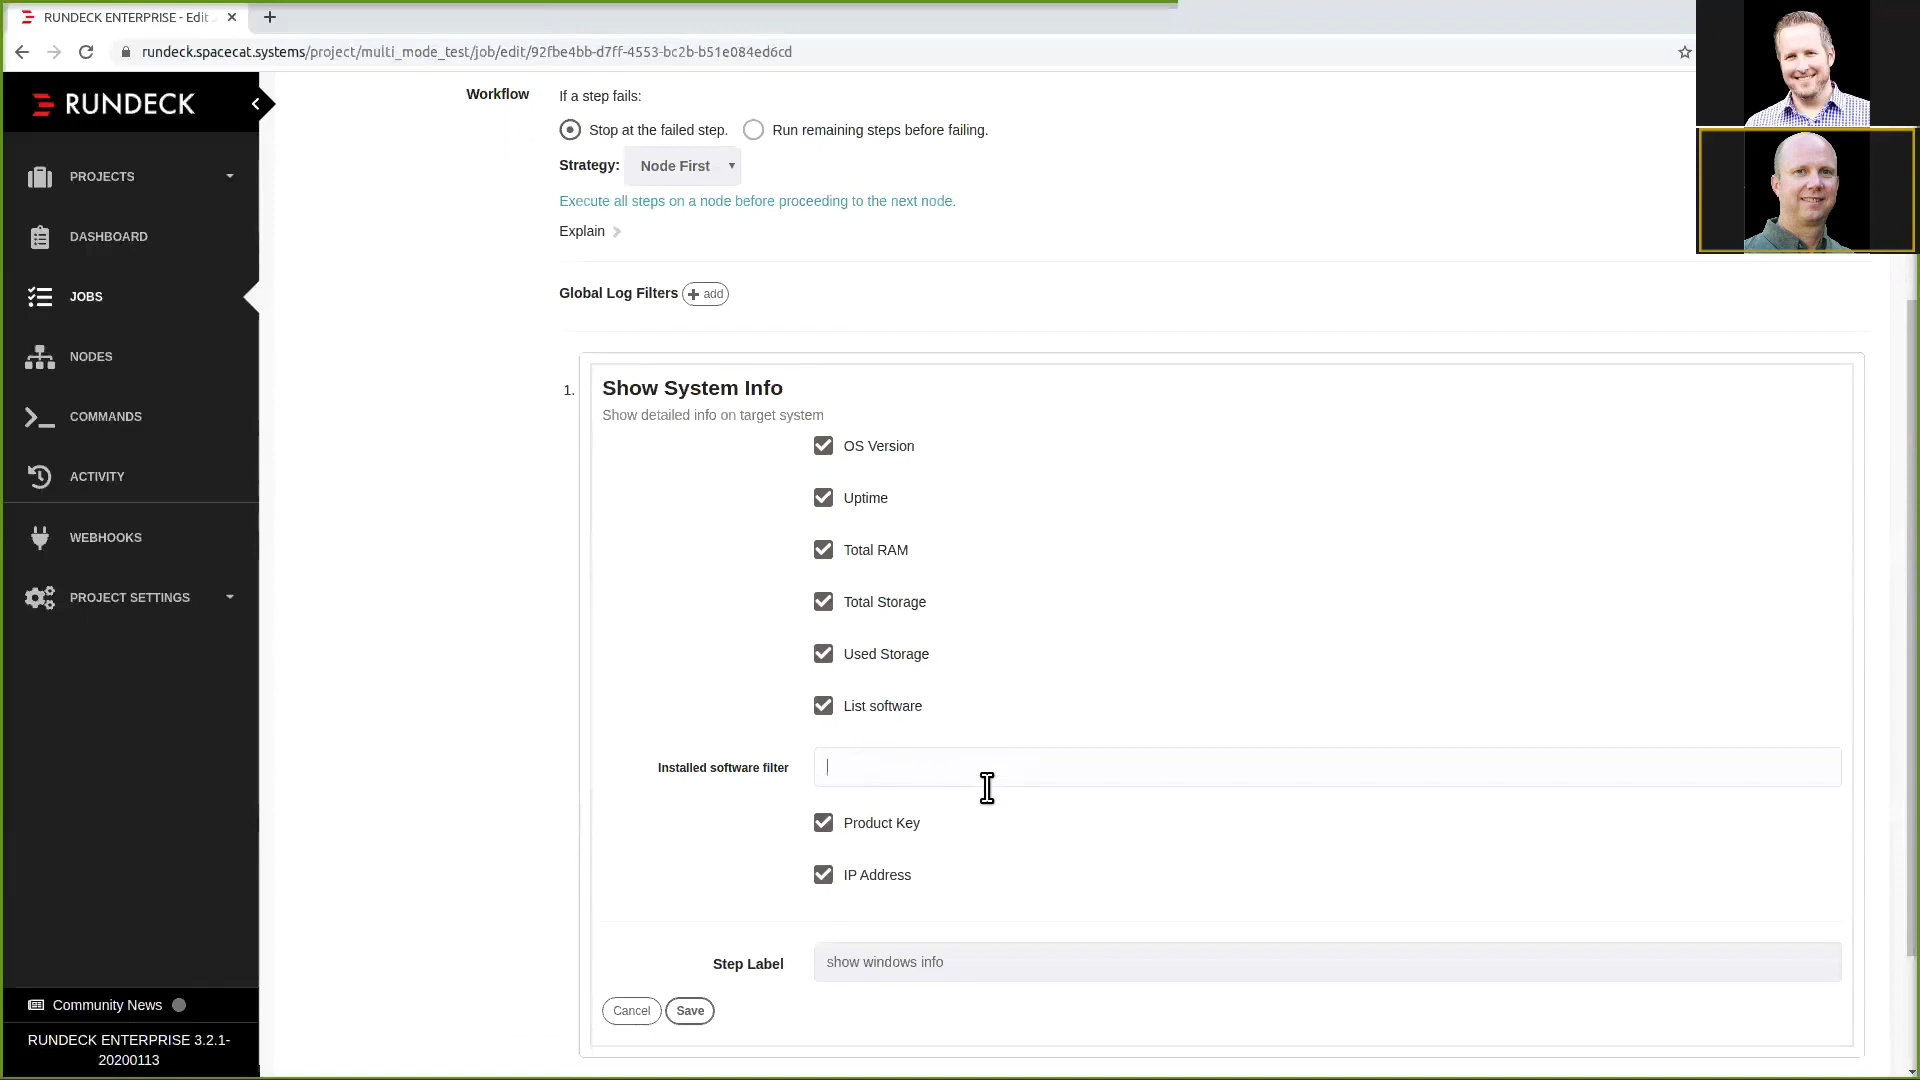 RUNDECK ENTERPRISE - Edit
rundeck.spacecat.systems/project/multi_mode_test/job/edit/92fbe4bb-d7ff-4553-bc2b-b51e084ed6cd
RUNDECK
PROJECTS
DASHBOARD
JOBS
NODES
COMMANDS
ACTIVITY
WEBHOOKS
PROJECT SETTINGS
Community News
RUNDECK ENTERPRISE 3.2.1-
20200113
Workflow
If a step fails:
Stop at the failed step. Run remaining steps before failing.
Strategy: Node First
Execute all steps on a node before proceeding to the next node.
Explain
Global Log Filters add
1. Show System Info
Show detailed info on target system
OS Version
Uptime
Total RAM
Total Storage
Used Storage
List software
Installed software filter
Product Key
IP Address
Step Label show windows info
Cancel Save